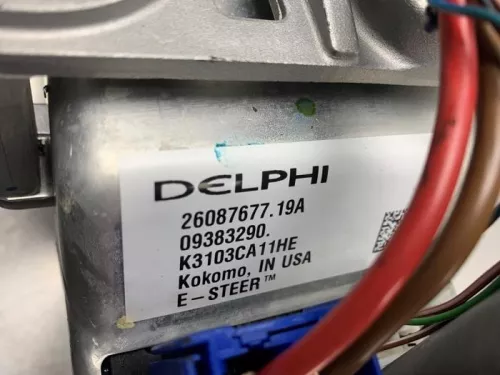 DELPHI
26087677.19A
09383290.
K3103CA11HE
Kokomo, IN USA
E-STEER™